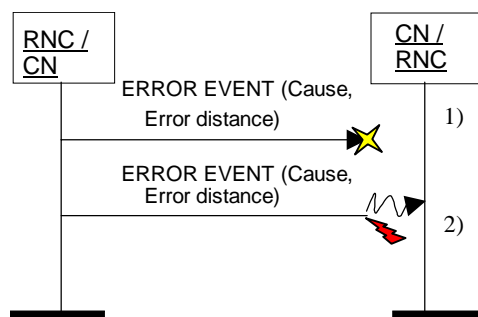 RNC /
CN
CN /
RNC
ERROR EVENT (Cause,
Error distance)
1)
ERROR EVENT (Cause,
Error distance)
2)